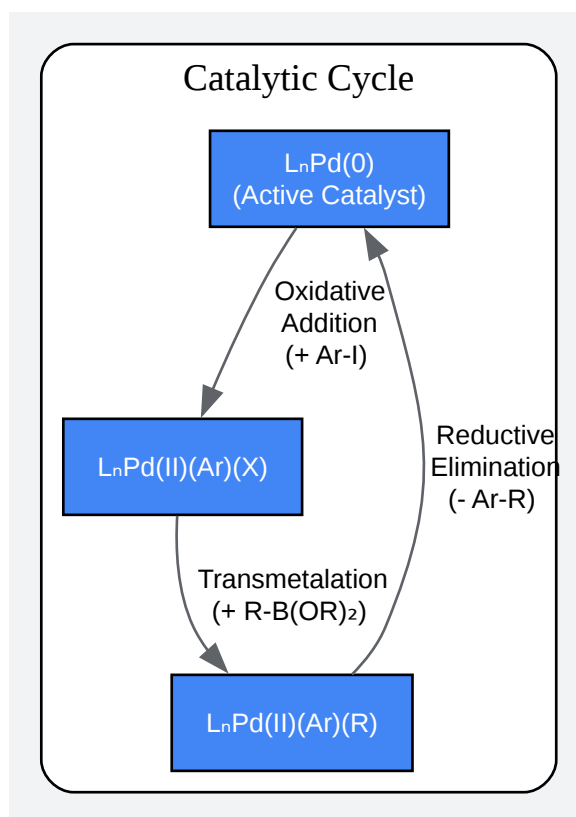 Catalytic Cycle
LₙPd(0)
(Active Catalyst)
Oxidative
Addition
(+ Ar-I)
LₙPd(II)(Ar)(X)
Reductive
Elimination
(- Ar-R)
Transmetalation
(+ R-B(OR)₂)
LₙPd(II)(Ar)(R)